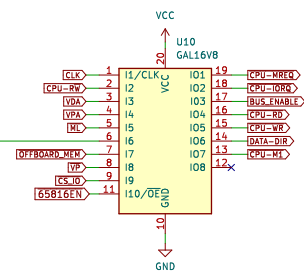 VCC
U10
GAL16V8
20
VCC
CLK 1 I1/CLK IO1 19 CPU-MREQ
CPU-RW 2 I2 IO2 18 CPU-IORQ
VDA 3 I3 IO3 17 BUS_ENABLE
VPA 4 I4 IO4 16 CPU-RD
ML 5 I5 IO5 15 CPU-WR
6 I6 IO6 14 DATA-DIR
OFFBOARD_MEM 7 I7 IO7 13 CPU-M1
VP 8 I8 IO8 12
CS_IO 9 I9
65816EN 11 I10/OE
GND
10
GND